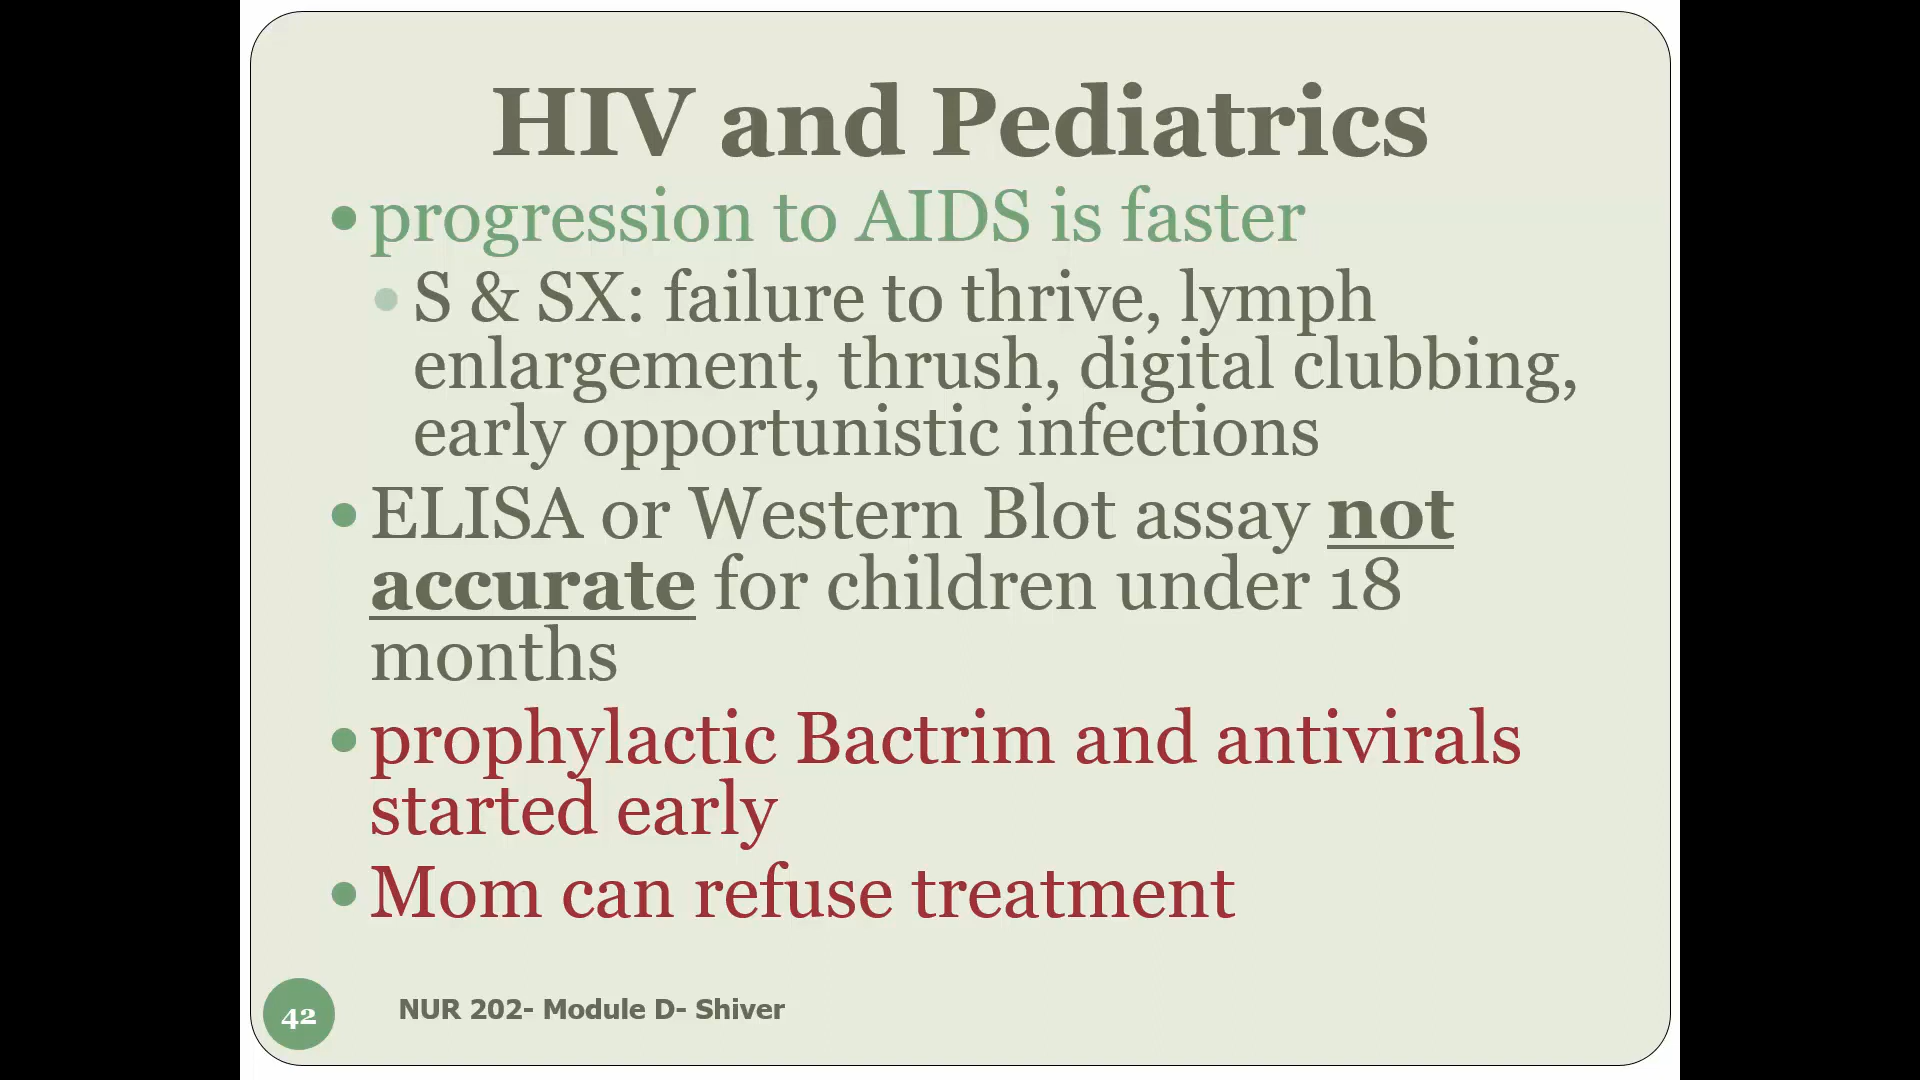 HIV and Pediatrics
progression to AIDS is faster
S & SX: failure to thrive, lymph
enlargement, thrush, digital clubbing,
early opportunistic infections
ELISA or Western Blot assay not
accurate for children under 18
months
prophylactic Bactrim and antivirals
started early
Mom can refuse treatment
42
NUR 202- Module D- Shiver